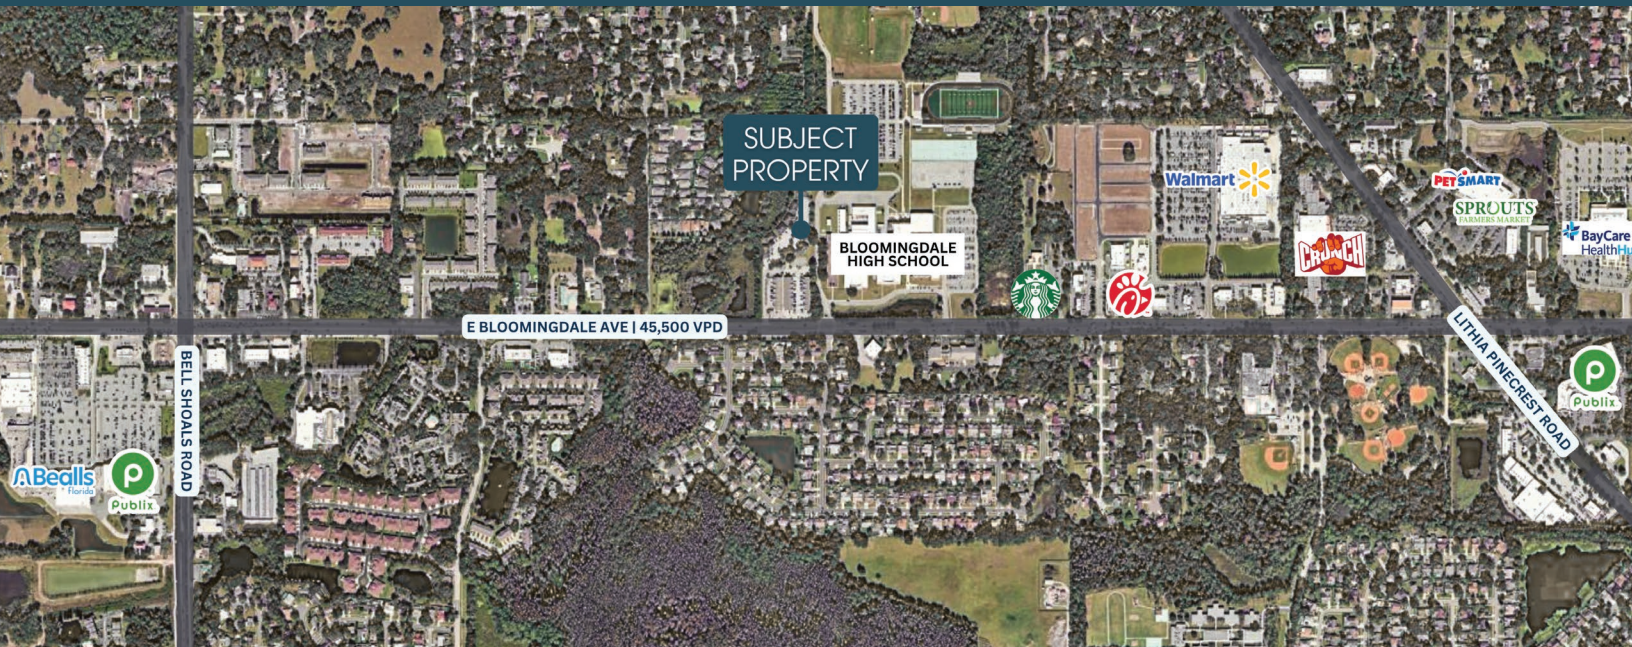 SUBJECT
PROPERTY
Walmart
PETSMART
SPROUTS
FARMERS MARKET
BayCare
HealthHu
BLOOMINGDALE
HIGH SCHOOL
CRUNCH
E BLOOMINGDALE AVE | 45,500 VPD
BELL SHOALS ROAD
LITHIA PINECREST ROAD
Publix
Bealls
Florida
Publix